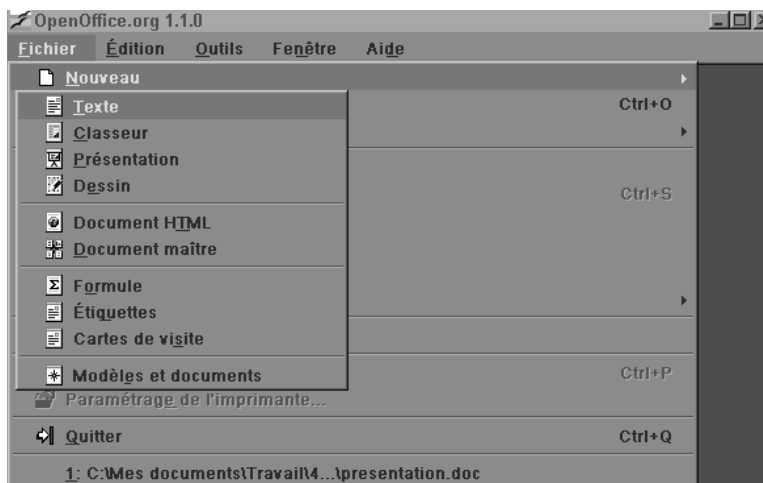 OpenOffice.org 1.1.0
Fichier Édition Outils Fenêtre Aide
Nouveau
Texte Ctrl+O
Classeur
Présentation
Dessin Ctrl+S
Document HTML
Document maître
Formule
Étiquettes
Cartes de visite
Modèles et documents Ctrl+P
Paramétrage de l'imprimante...
Quitter Ctrl+Q
1: C:\Mes documents\Travail\4...\presentation.doc